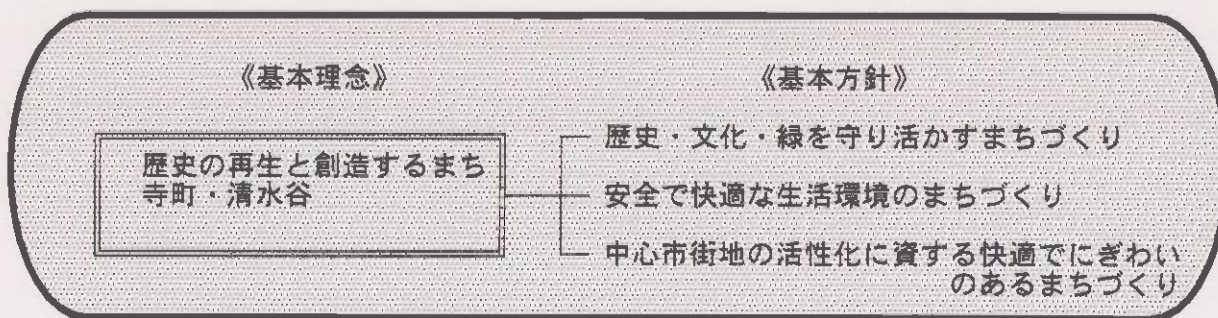 《基本理念》
歴史の再生と創造するまち
寺町・清水谷
《基本方針》
歴史・文化・緑を守り活かすまちづくり
安全で快適な生活環境のまちづくり
中心市街地の活性化に資する快適でにぎわい
のあるまちづくり